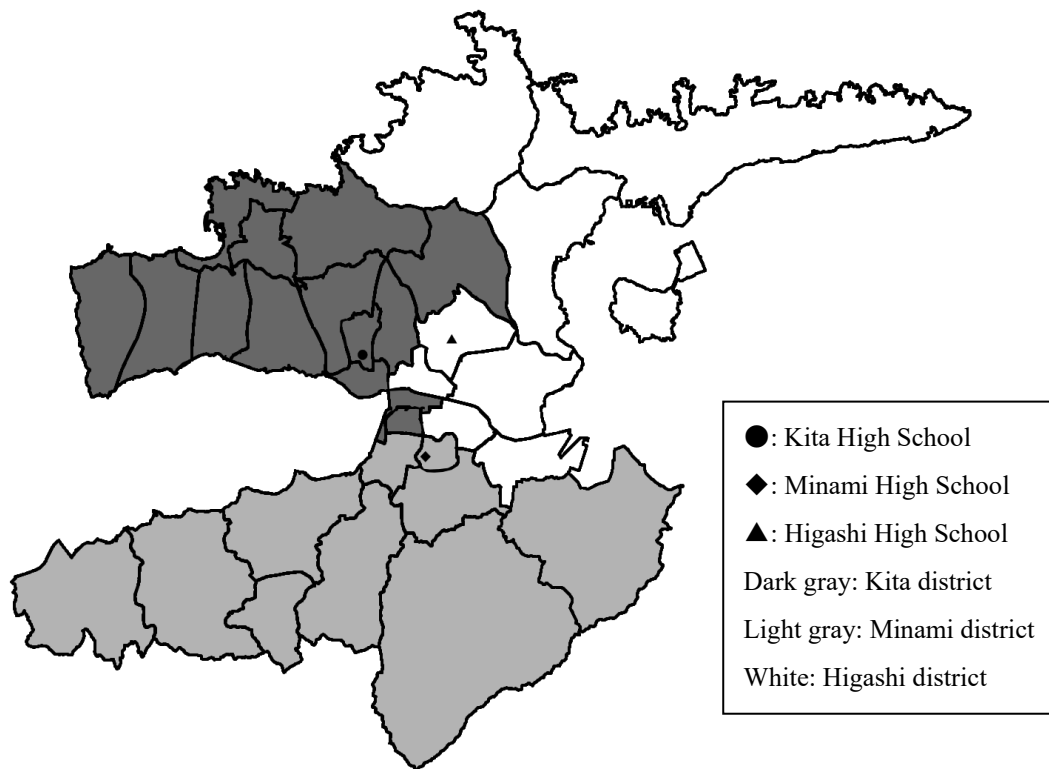 ●: Kita High School
◆: Minami High School
▲: Higashi High School
Dark gray: Kita district
Light gray: Minami district
White: Higashi district